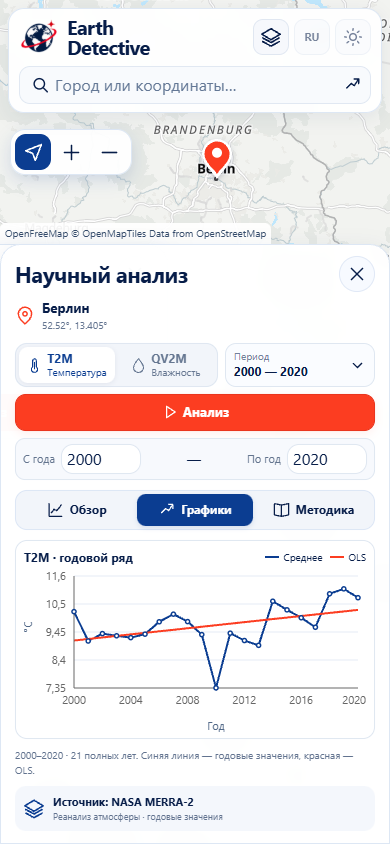 Earth
Detective
RU
Город или координаты...
BRANDENBURG
Berlin
OpenFreeMap © OpenMapTiles Data from OpenStreetMap
Научный анализ
Берлин
52.52°, 13.405°
T2M
Температура
QV2M
Влажность
Период
2000 — 2020
Анализ
С года
2000
—
По год
2020
Обзор
Графики
Методика
T2M · годовой ряд
Среднее
OLS
11,6
10,5
9,45
8,4
7,35
°C
2000
2004
2008
2012
2016
2020
Год
2000–2020 · 21 полных лет. Синяя линия — годовые значения, красная —
OLS.
Источник: NASA MERRA-2
Реанализ атмосферы · годовые значения